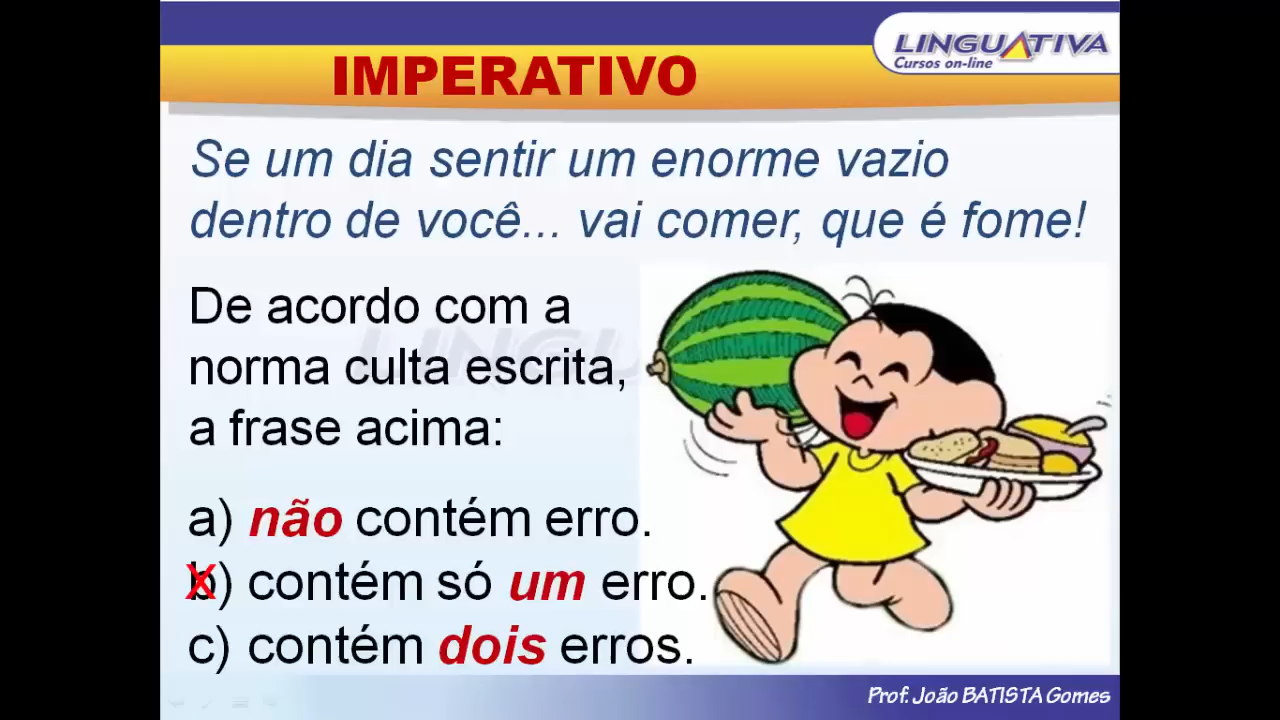 LINGUATIVA
Cursos on-line
IMPERATIVO
Se um dia sentir um enorme vazio
dentro de você... vai comer, que é fome!
De acordo com a
norma culta escrita,
a frase acima:
a) não contém erro.
b) contém só um erro.
c) contém dois erros.
Prof. João BATISTA Gomes